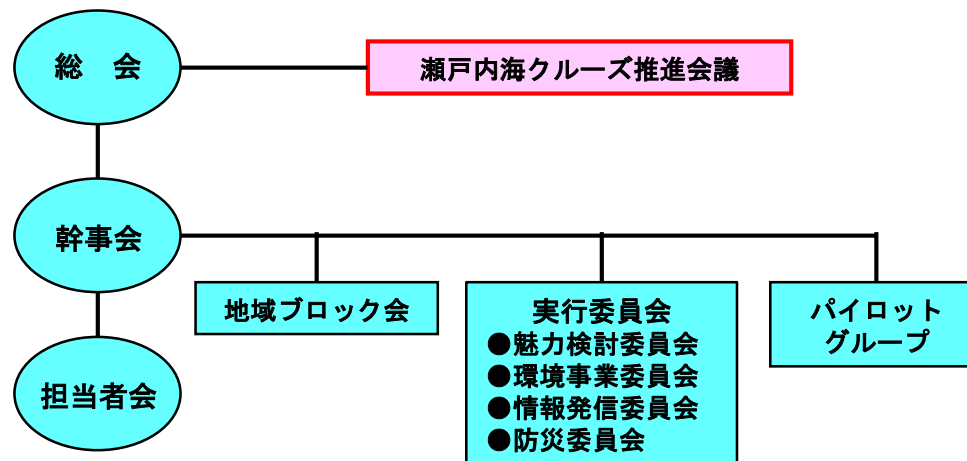 総　会
瀬戸内海クルーズ推進会議
幹事会
地域ブロック会
実行委員会
●魅力検討委員会
●環境事業委員会
●情報発信委員会
●防災委員会
パイロット
グループ
担当者会